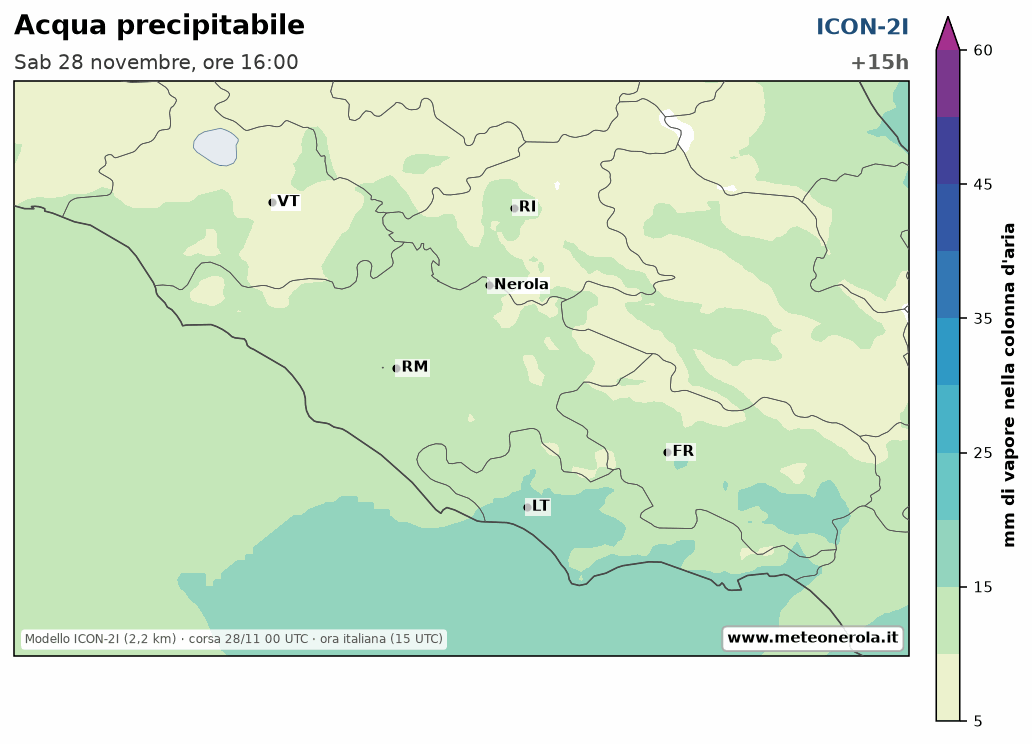 Acqua precipitabile
ICON-2I
Sab 28 novembre, ore 16:00
+15h
VT
RI
Nerola
RM
FR
LT
Modello ICON-2I (2,2 km) · corsa 28/11 00 UTC · ora italiana (15 UTC)
www.meteonerola.it
60
45
35
25
15
5
mm di vapore nella colonna d'aria